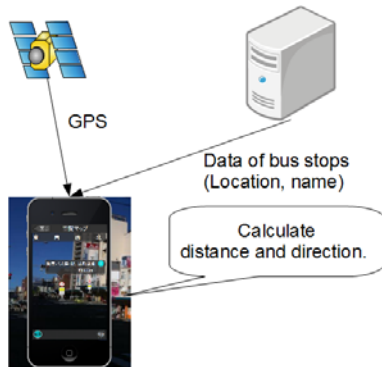 GPS
Data of bus stops
(Location, name)
Calculate
distance and direction.